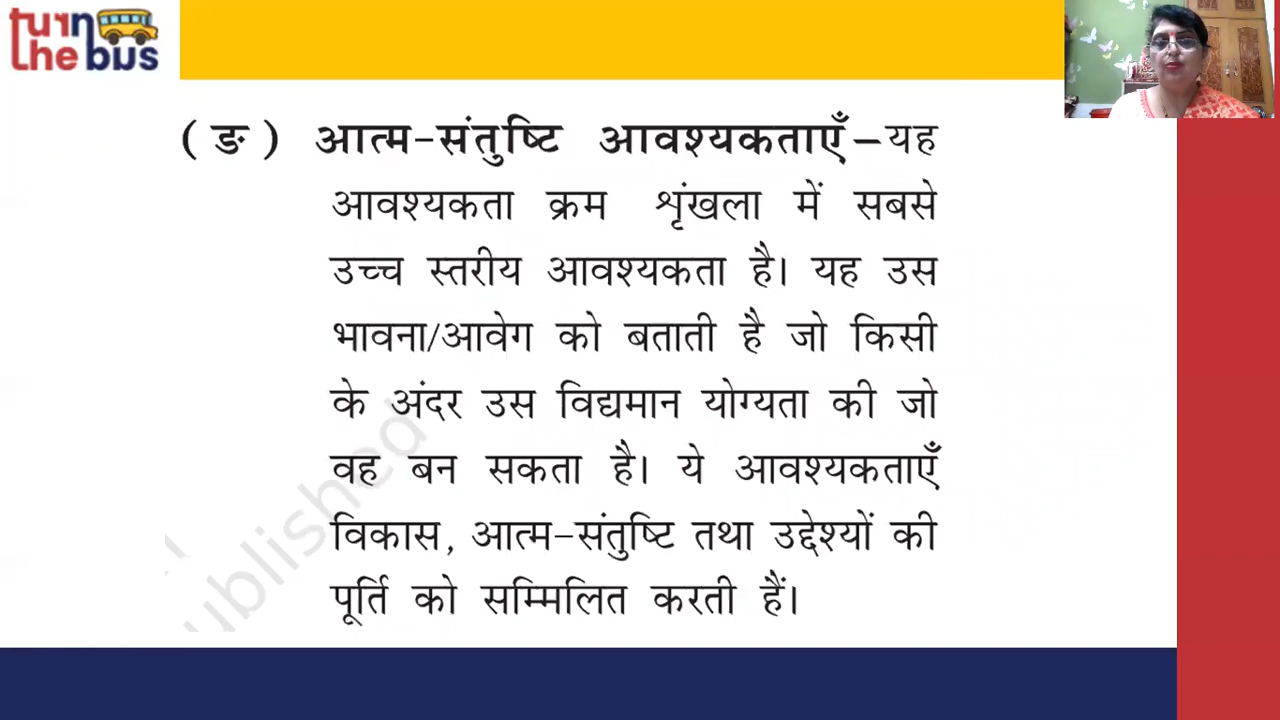 turn
the bus
( ङ ) आत्म-संतुष्टि आवश्यकताएँ – यह
आवश्यकता क्रम शृंखला में सबसे
उच्च स्तरीय आवश्यकता है। यह उस
भावना/आवेग को बताती है जो किसी
के अंदर उस विद्यमान योग्यता की जो
वह बन सकता है। ये आवश्यकताएँ
विकास, आत्म-संतुष्टि तथा उद्देश्यों की
पूर्ति को सम्मिलित करती हैं।
ublished